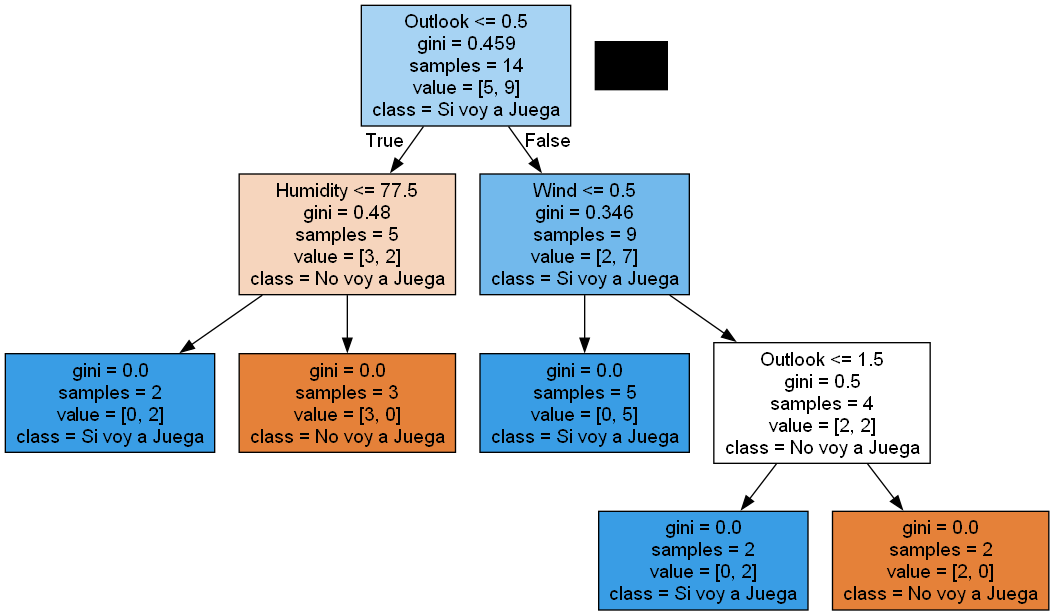 Outlook <= 0.5
gini = 0.459
samples = 14
value = [5, 9]
class = Si voy a Juega
True
False
Humidity <= 77.5
gini = 0.48
samples = 5
value = [3, 2]
class = No voy a Juega
Wind <= 0.5
gini = 0.346
samples = 9
value = [2, 7]
class = Si voy a Juega
gini = 0.0
samples = 2
value = [0, 2]
class = Si voy a Juega
gini = 0.0
samples = 3
value = [3, 0]
class = No voy a Juega
gini = 0.0
samples = 5
value = [0, 5]
class = Si voy a Juega
Outlook <= 1.5
gini = 0.5
samples = 4
value = [2, 2]
class = No voy a Juega
gini = 0.0
samples = 2
value = [0, 2]
class = Si voy a Juega
gini = 0.0
samples = 2
value = [2, 0]
class = No voy a Juega